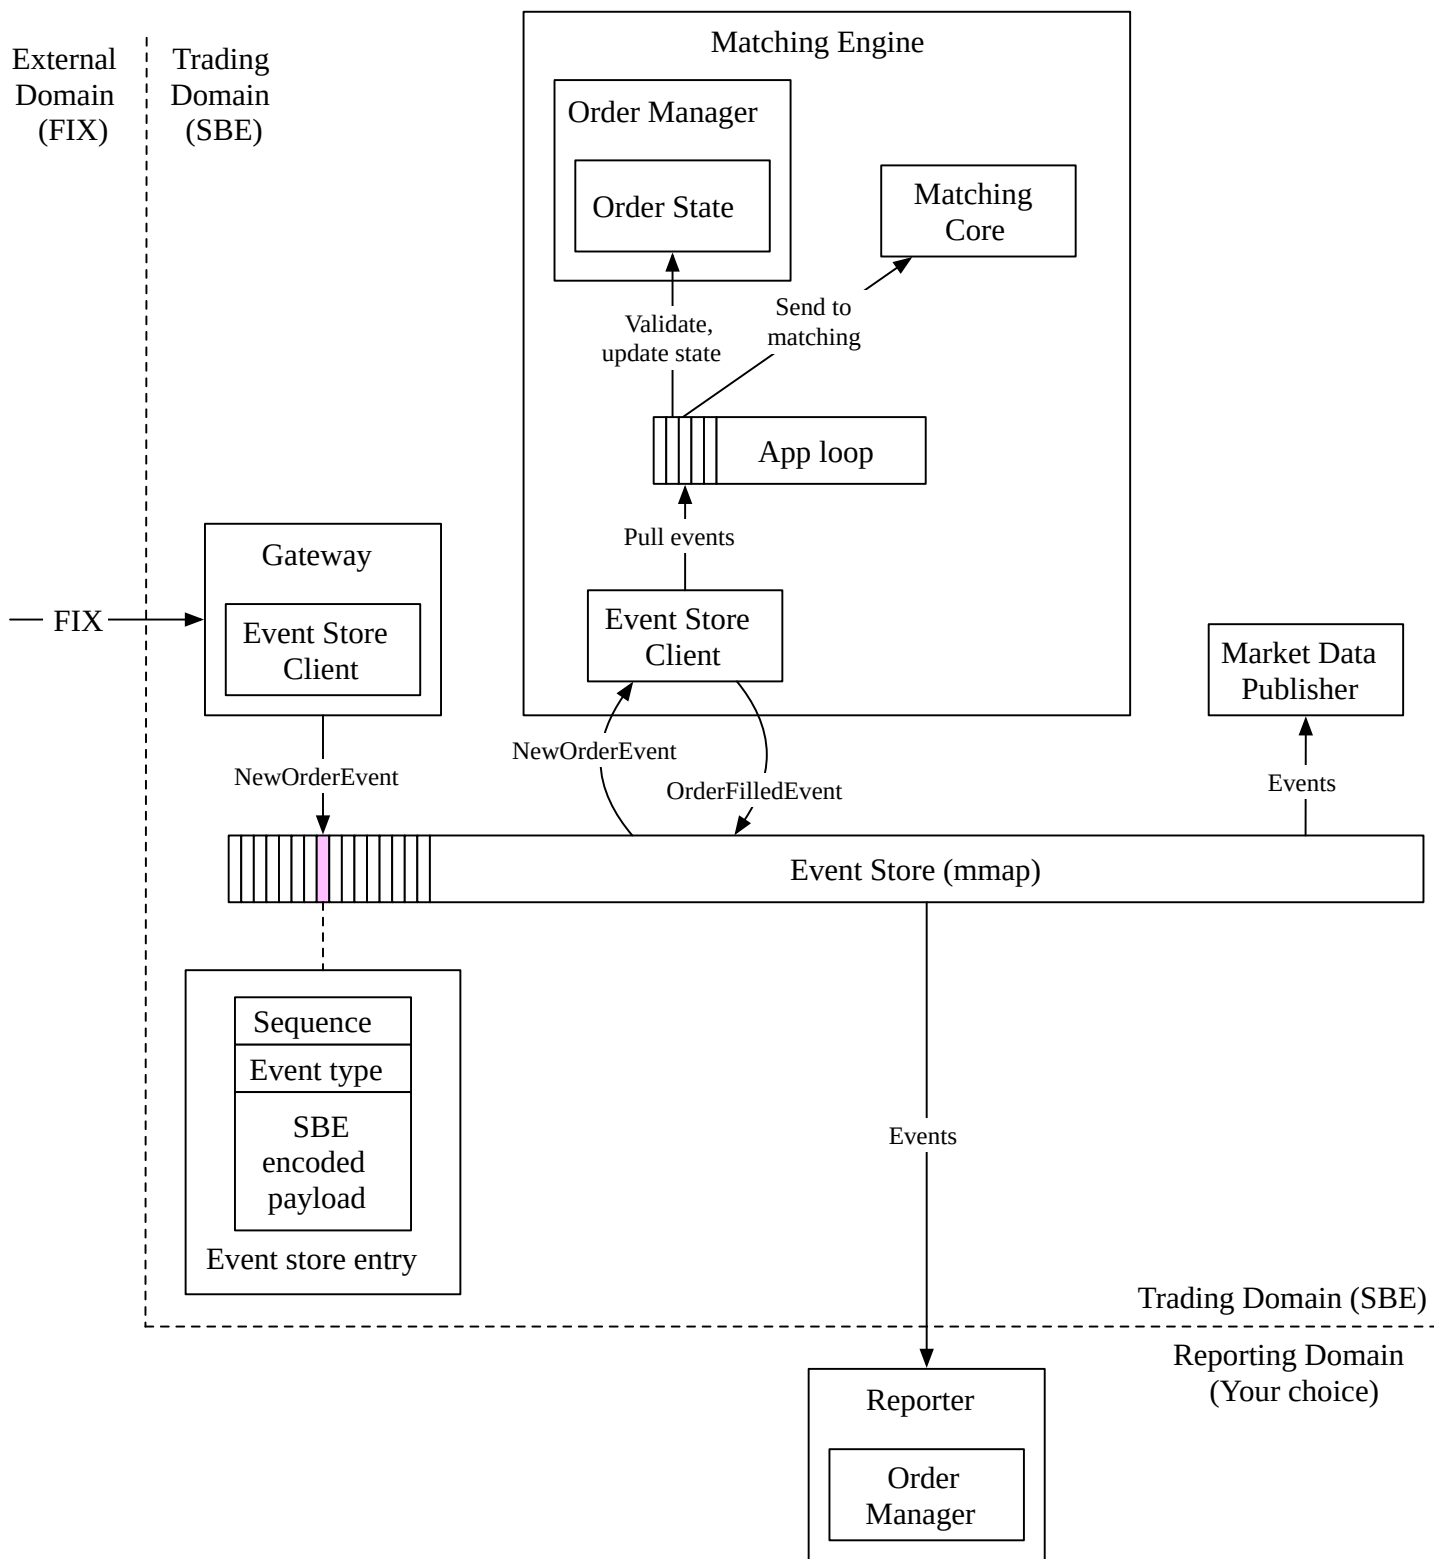 External
Domain
(FIX)
Trading
Domain
(SBE)
Matching Engine
Order Manager
Order State
Matching
Core
Validate,
update state
Send to
matching
App loop
Pull events
Gateway
Event Store
Client
FIX
Event Store
Client
Market Data
Publisher
NewOrderEvent
NewOrderEvent
OrderFilledEvent
Events
Event Store (mmap)
Sequence
Event type
SBE
encoded
payload
Event store entry
Events
Trading Domain (SBE)
Reporting Domain
(Your choice)
Reporter
Order
Manager